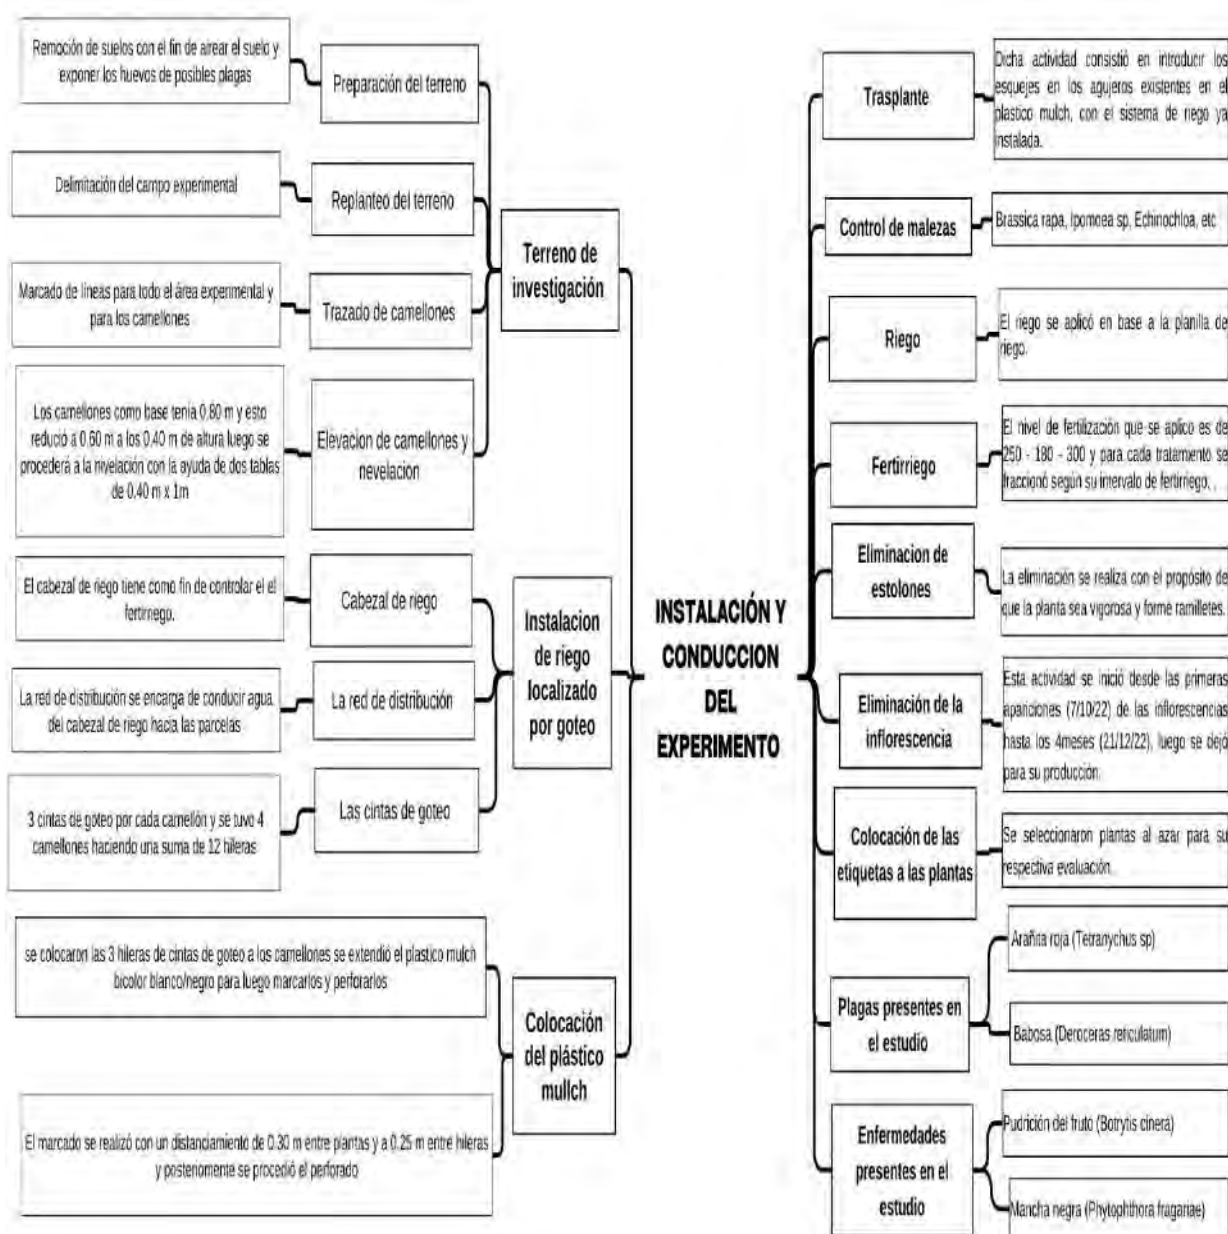 Remoción de suelos con el fin de airear el suelo y
exponer los huevos de posibles plagas
Preparación del terreno
Delimitación del campo experimental
Replanteo del terreno
Marcado de líneas para todo el área experimental y
para los camellones
Trazado de camellones
Los camellones como base tenía 0.80 m y esto
redució a 0.60 m a los 0.40 m de altura luego se
procederá a la nivelación con la ayuda de dos tablas
de 0.40 m x 1m
Elevacion de camellones y
nevelación
Terreno de
investigación
El cabezal de riego tiene como fin de controlar el el
fertirriego.
Cabezal de riego
La red de distribución se encarga de conducir agua
del cabezal de riego hacia las parcelas
La red de distribución
3 cintas de goteo por cada camellón y se tuvo 4
camellones haciendo una suma de 12 hileras
Las cintas de goteo
Instalacion
de riego
localizado
por goteo
se colocaron las 3 hileras de cintas de goteo a los camellones se extendió el plastico mulch
bicolor blanco/negro para luego marcarlos y perforarlos
El marcado se realizó con un distanciamiento de 0.30 m entre plantas y a 0.25 m entre hileras
y posteriomente se procedió el perforado
Colocación
del plástico
mullch
INSTALACIÓN Y
CONDUCCION
DEL
EXPERIMENTO
Trasplante
Dicha actividad consistió en introducir los
esquejes en los agujeros existentes en el
plastico mulch, con el sistema de riego ya
instalada.
Control de malezas
Brassica rapa, Ipomoea sp, Echinochloa, etc
Riego
El riego se aplicó en base a la planilla de
riego.
Fertirriego
El nivel de fertilización que se aplico es de
250 - 180 - 300 y para cada tratamiento se
fraccionó según su intervalo de fertirriego, .
Eliminacion de
estolones
La eliminación se realiza con el propósito de
que la planta sea vigorosa y forme ramilletes.
Eliminación de la
inflorescencia
Esta actividad se inició desde las primeras
apariciones (7/10/22) de las inflorescencias
hasta los 4meses (21/12/22), luego se dejó
para su producción.
Colocación de las
etiquetas a las plantas
Se seleccionaron plantas al azar para su
respectiva evaluación.
Plagas presentes en
el estudio
Arañita roja (Tetranychus sp)
Babosa (Deroceras reticulatum)
Enfermedades
presentes en el
estudio
Pudrición del fruto (Botrytis cinera)
Mancha negra (Phytophthora fragariae)